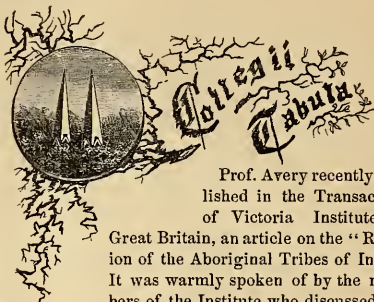 Collegii
Tabula.
Prof. Avery recently
lished in the Transac
of Victoria Institute
Great Britain, an article on the “R
ion of the Aboriginal Tribes of In
It was warmly spoken of by the m
bers of the Institute who discussed